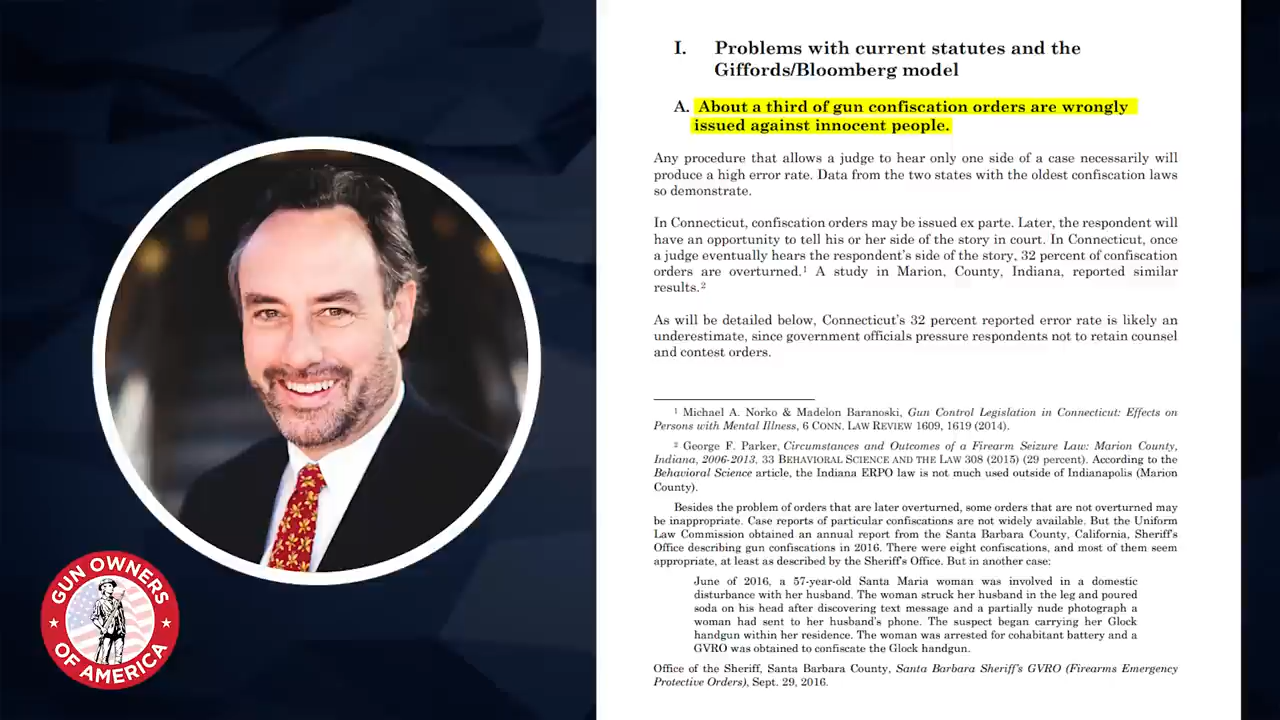 GUN OWNERS
OF AMERICA
I. Problems with current statutes and the
Giffords/Bloomberg model
A. About a third of gun confiscation orders are wrongly
issued against innocent people.
Any procedure that allows a judge to hear only one side of a case necessarily will
produce a high error rate. Data from the two states with the oldest confiscation laws
so demonstrate.
In Connecticut, confiscation orders may be issued ex parte. Later, the respondent will
have an opportunity to tell his or her side of the story in court. In Connecticut, once
a judge eventually hears the respondent's side of the story, 32 percent of confiscation
orders are overturned.¹ A study in Marion, County, Indiana, reported similar
results.²
As will be detailed below, Connecticut's 32 percent reported error rate is likely an
underestimate, since government officials pressure respondents not to retain counsel
and contest orders.
¹ Michael A. Norko & Madelon Baranoski, Gun Control Legislation in Connecticut: Effects on
Persons with Mental Illness, 6 CONN. LAW REVIEW 1609, 1619 (2014).
² George F. Parker, Circumstances and Outcomes of a Firearm Seizure Law: Marion County,
Indiana, 2006-2013, 33 BEHAVIORAL SCIENCE AND THE LAW 308 (2015) (29 percent). According to the
Behavioral Science article, the Indiana ERPO law is not much used outside of Indianapolis (Marion
County).
Besides the problem of orders that are later overturned, some orders that are not overturned may
be inappropriate. Case reports of particular confiscations are not widely available. But the Uniform
Law Commission obtained an annual report from the Santa Barbara County, California, Sheriff's
Office describing gun confiscations in 2016. There were eight confiscations, and most of them seem
appropriate, at least as described by the Sheriff's Office. But in another case:
June of 2016, a 57-year-old Santa Maria woman was involved in a domestic
disturbance with her husband. The woman struck her husband in the leg and poured
soda on his head after discovering text message and a partially nude photograph a
woman had sent to her husband's phone. The suspect began carrying her Glock
handgun within her residence. The woman was arrested for cohabitant battery and a
GVRO was obtained to confiscate the Glock handgun.
Office of the Sheriff, Santa Barbara County, Santa Barbara Sheriff's GVRO (Firearms Emergency
Protective Orders), Sept. 29, 2016.